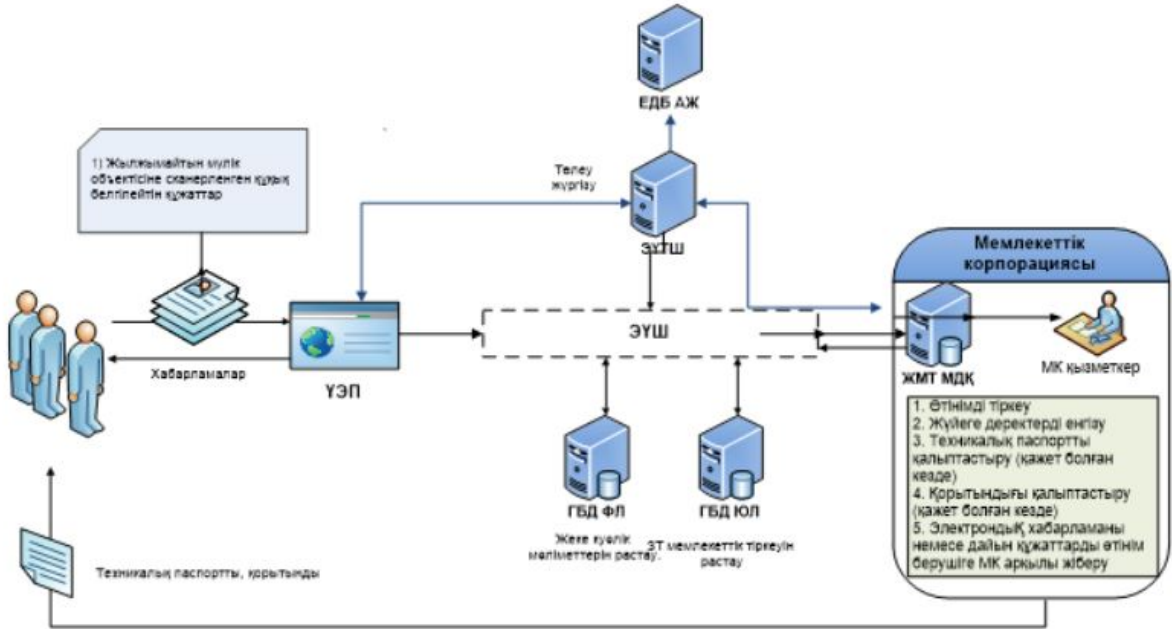 ЕДБ АЖ
1) Жылжымайтын мүлік
объектісіне сканерленген құқық
белгілейтін құжаттар
Төлеу
жүргізу
ЭҮТШ
Мемлекеттік
корпорациясы
ЭҮШ
Хабарламалар
ҮЭП
ЖМТ МДҚ
МК қызметкер
1. Өтінімді тіркеу
2. Жүйеге деректерді енгізу
3. Техникалық паспортты
қалыптастыру (қажет болған
кезде)
4. Қорытындығы қалыптастыру
(қажет болған кезде)
5. Электрондық хабарламаны
немесе дайын құжаттарды өтінім
берушіге МК арқылы жіберу
ГБД ФЛ
ГБД ЮЛ
Жеке куәлік
мәліметтерін растау.
ЗТ мемлекеттік тіркеуін
растау
Техникалық паспортты, қорытынды